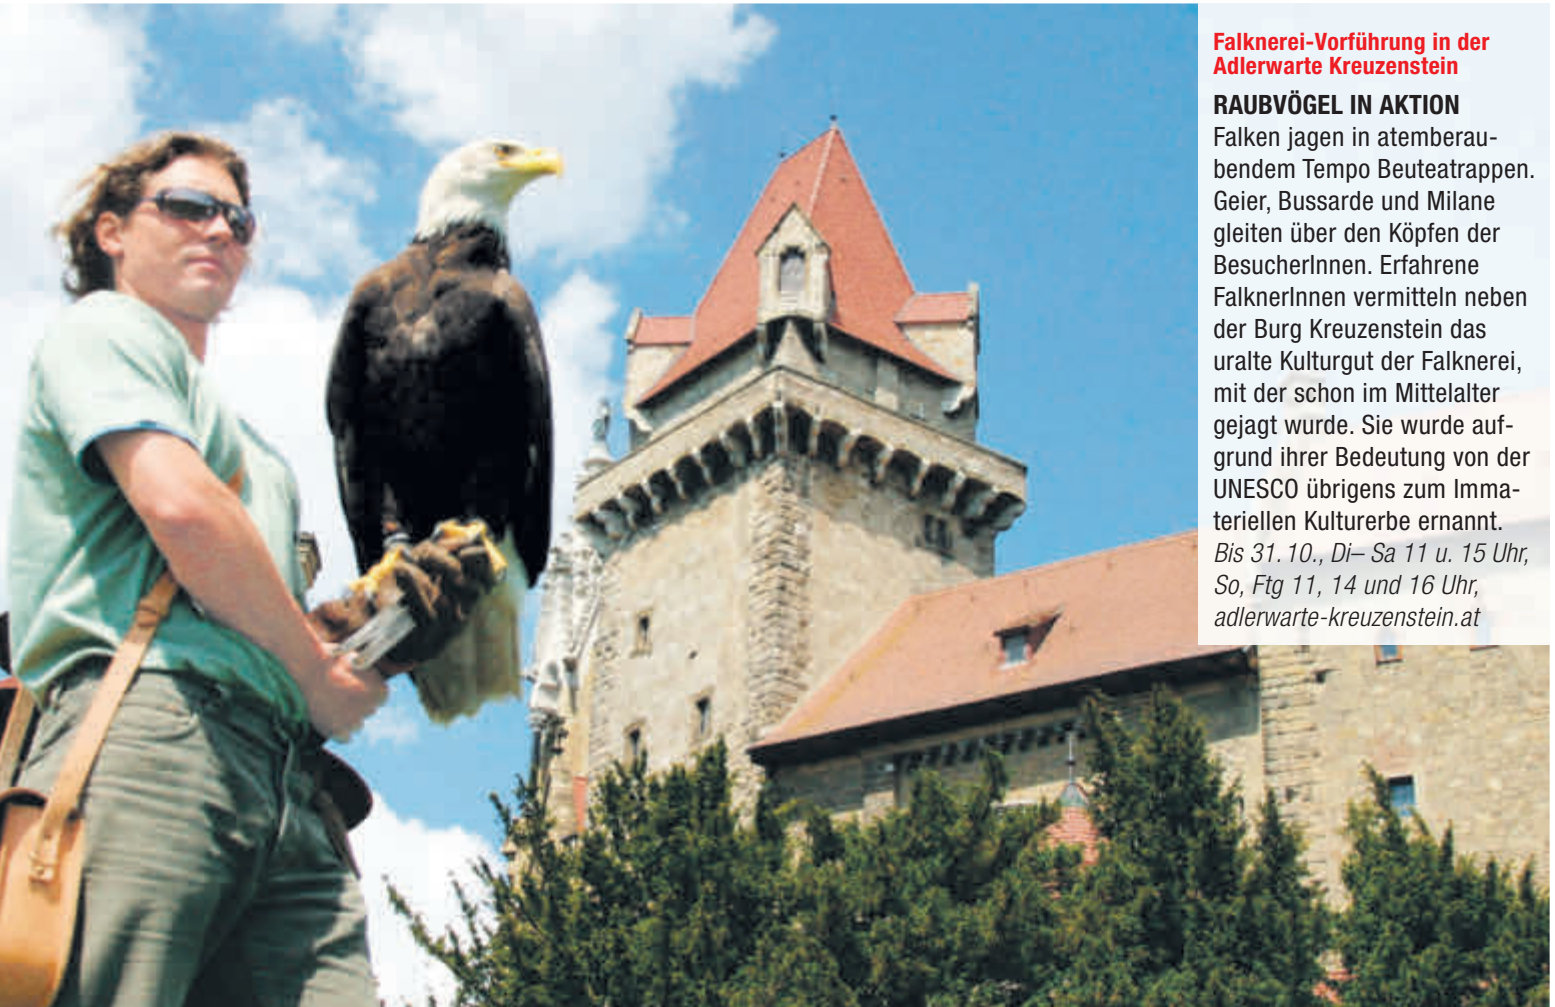 Falknerei-Vorführung in der
Adlerwarte Kreuzenstein
RAUBVÖGEL IN AKTION
Falken jagen in atemberau-
bendem Tempo Beuteatrappen.
Geier, Bussarde und Milane
gleiten über den Köpfen der
BesucherInnen. Erfahrene
FalknerInnen vermitteln neben
der Burg Kreuzenstein das
uralte Kulturgut der Falknerei,
mit der schon im Mittelalter
gejagt wurde. Sie wurde auf-
grund ihrer Bedeutung von der
UNESCO übrigens zum Imma-
teriellen Kulturerbe ernannt.
Bis 31. 10., Di– Sa 11 u. 15 Uhr,
So, Ftg 11, 14 und 16 Uhr,
adlerwarte-kreuzenstein.at